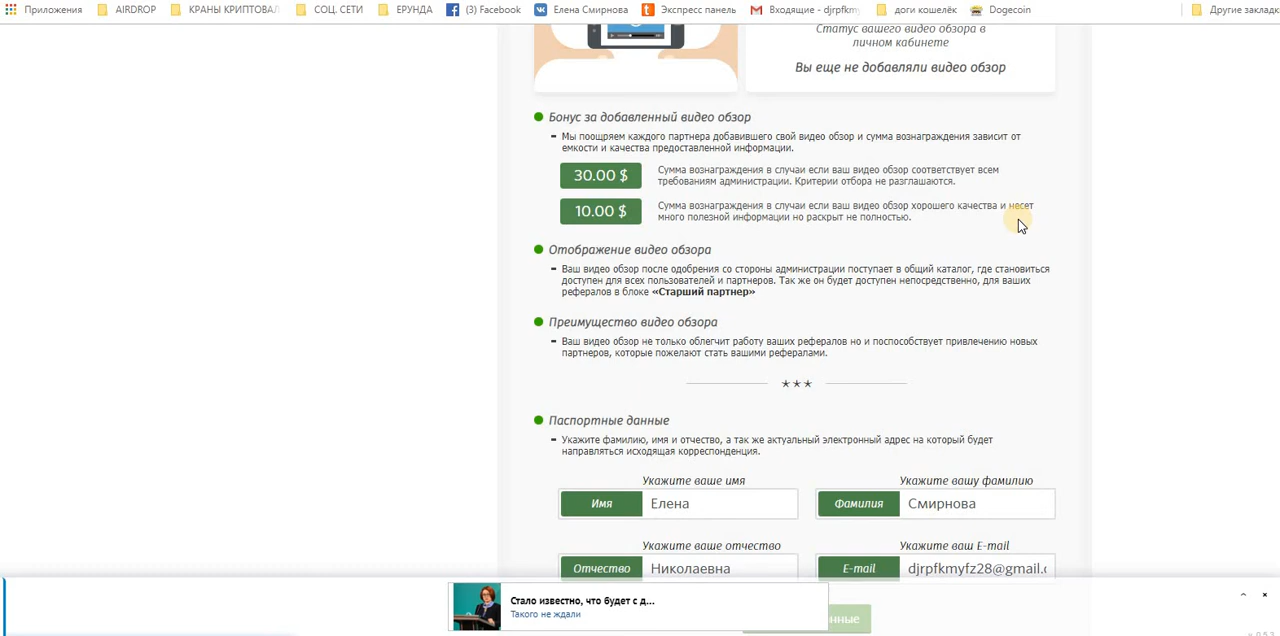 Приложения AIRDROP КРАНЫ КРИПТОВАЛ СОЦ. СЕТИ ЕРУНДА (3) Facebook Елена Смирнова Экспресс панель Входящие - djrpfkmy доги кошелёк Dogecoin Другие закладк
Статус вашего видео обзора в
личном кабинете
Вы еще не добавляли видео обзор
Бонус за добавленный видео обзор
Мы поощряем каждого партнера добавившего свой видео обзор и сумма вознаграждения зависит от
емкости и качества предоставленной информации.
30.00 $
Сумма вознаграждения в случаи если ваш видео обзор соответствует всем
требованиям администрации. Критерии отбора не разглашаются.
10.00 $
Сумма вознаграждения в случаи если ваш видео обзор хорошего качества и несет
много полезной информации но раскрыт не полностью.
Отображение видео обзора
Ваш видео обзор после одобрения со стороны администрации поступает в общий каталог, где становиться
доступен для всех пользователей и партнеров. Так же он будет доступен непосредственно, для ваших
рефералов в блоке «Старший партнер»
Преимущество видео обзора
Ваш видео обзор не только облегчит работу ваших рефералов но и поспособствует привлечению новых
партнеров, которые пожелают стать вашими рефералами.
***
Паспортные данные
Укажите фамилию, имя и отчество, а так же актуальный электронный адрес на который будет
направляться исходящая корреспонденция.
Укажите ваше имя Укажите вашу фамилию
Имя Елена Фамилия Смирнова
Укажите ваше отчество Укажите ваш E-mail
Отчество Николаевна E-mail djrpfkmyfz28@gmail.c
Стало известно, что будет с д...
Такого не ждали
нные